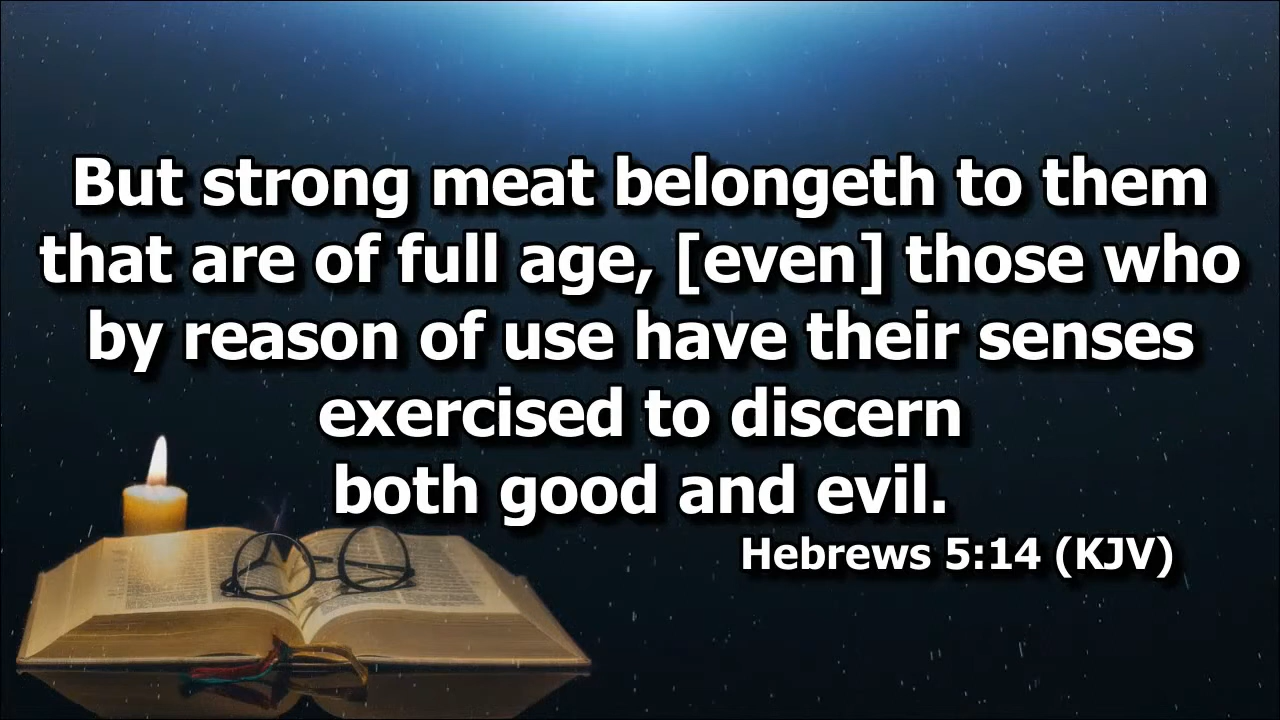 But strong meat belongeth to them
that are of full age, [even] those who
by reason of use have their senses
exercised to discern
both good and evil.
Hebrews 5:14 (KJV)